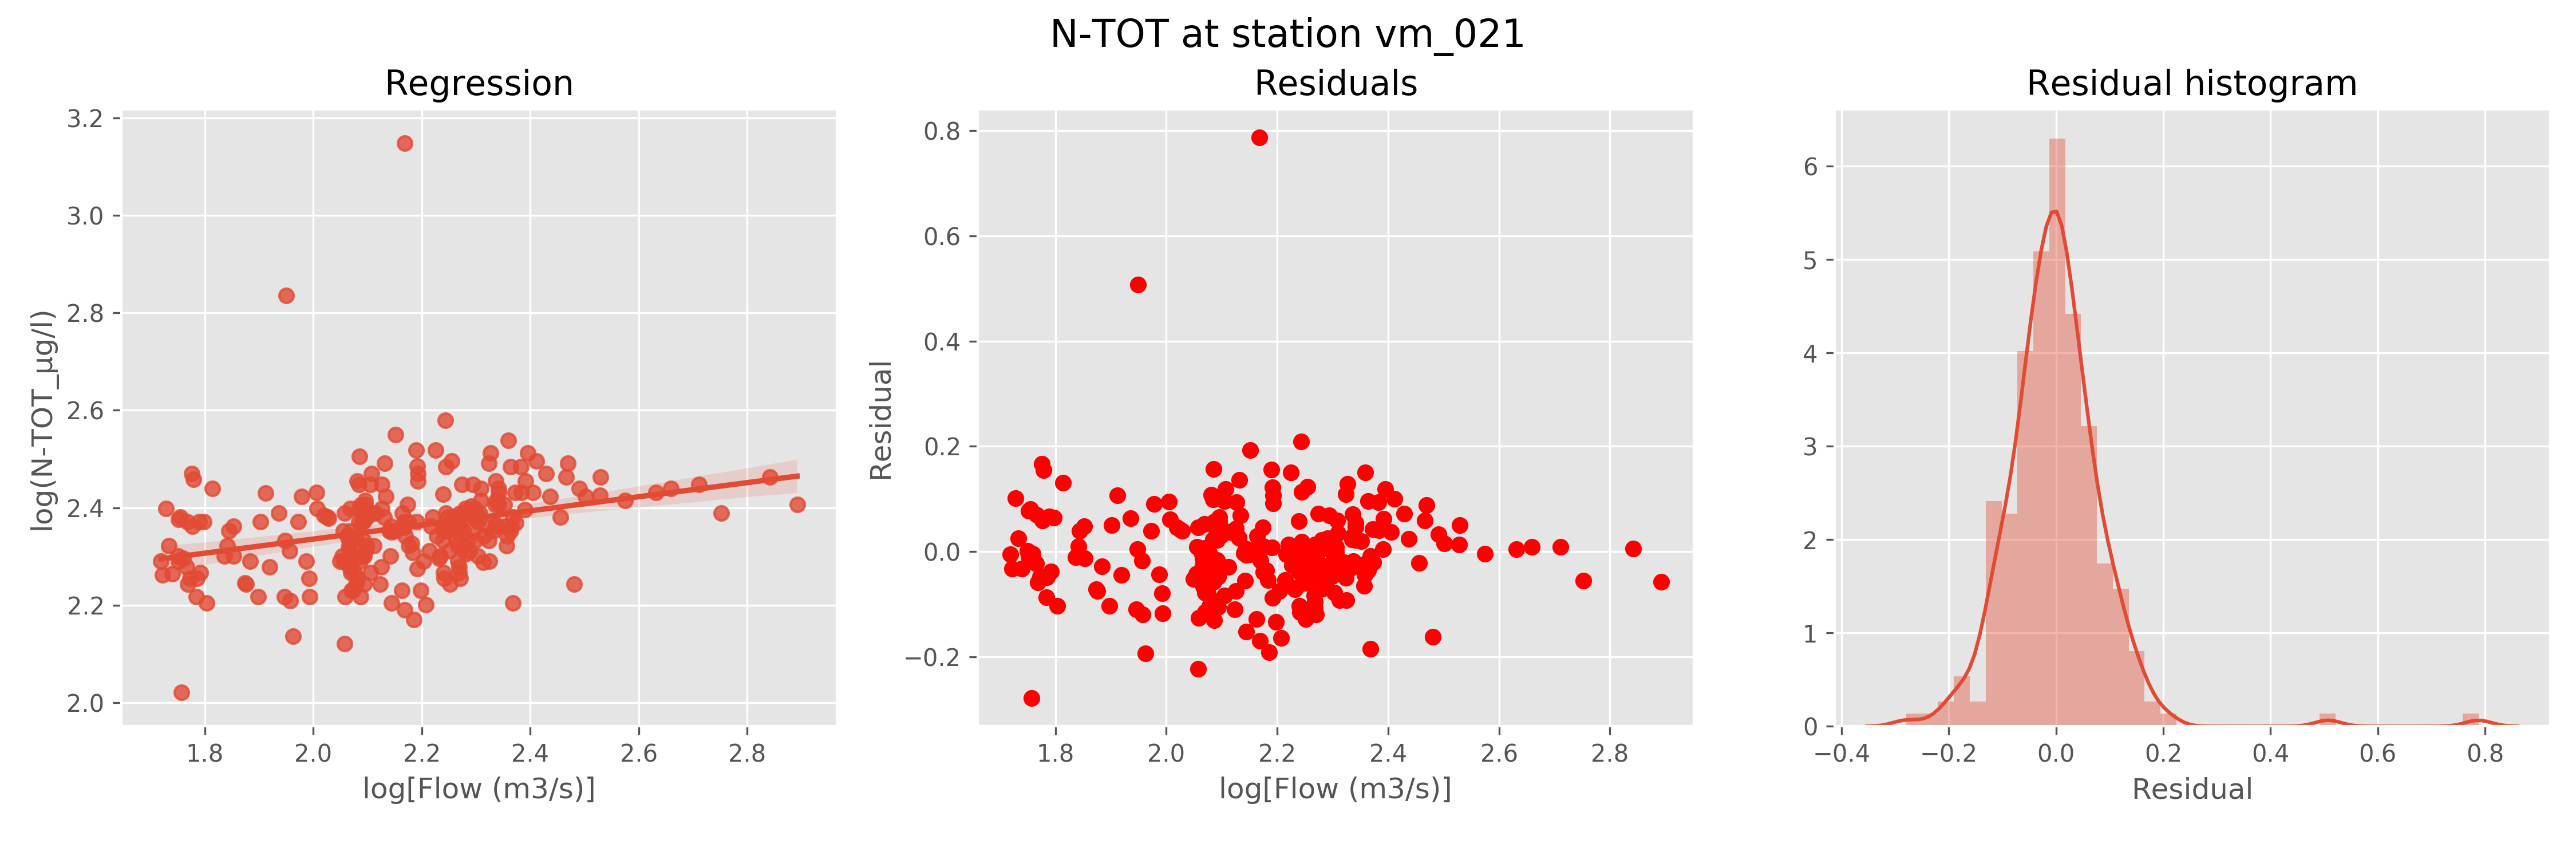 N-TOT at station vm_021
Regression
3.2
3.0
2.8
2.6
2.4
2.2
2.0
log(N-TOT_µg/l)
1.8 2.0 2.2 2.4 2.6 2.8
log[Flow (m3/s)]
Residuals
0.8
0.6
0.4
0.2
0.0
−0.2
Residual
1.8 2.0 2.2 2.4 2.6 2.8
log[Flow (m3/s)]
Residual histogram
6
5
4
3
2
1
0
−0.4 −0.2 0.0 0.2 0.4 0.6 0.8
Residual